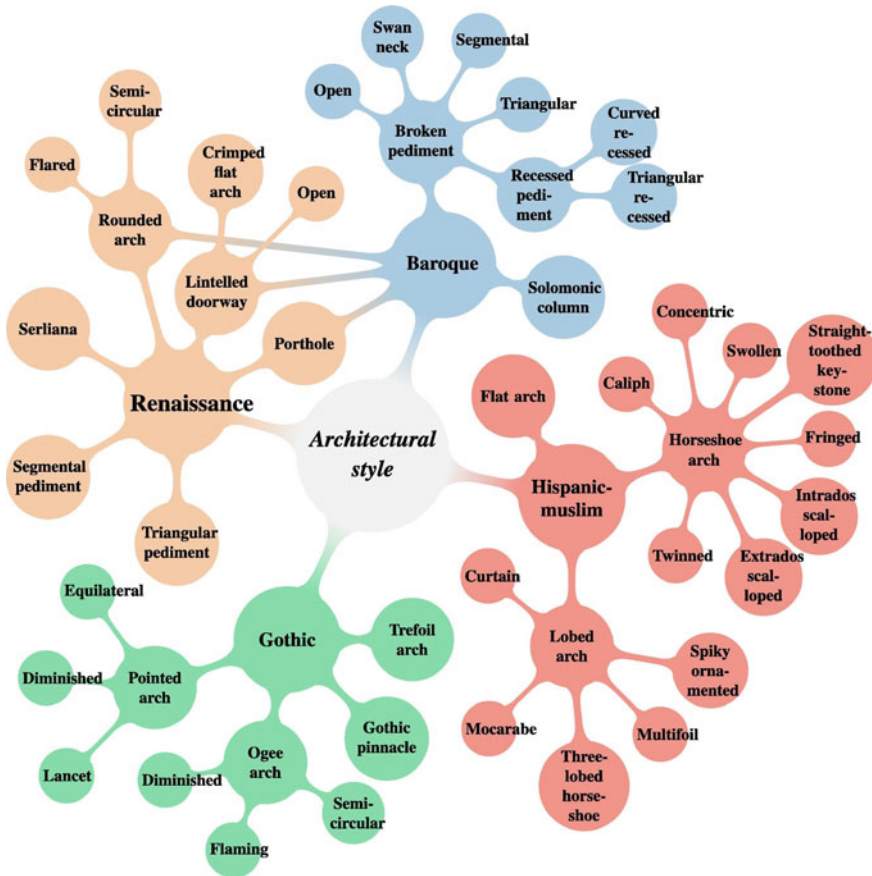 Swan
neck
Segmental
Open
Triangular
Broken
pediment
Curved
re-
cessed
Recessed
pedi-
ment
Triangular
re-
cessed
Baroque
Solomonic
column
Semi-
circular
Flared
Crimped
flat
arch
Open
Rounded
arch
Lintelled
doorway
Serliana
Porthole
Renaissance
Segmental
pediment
Triangular
pediment
Architectural
style
Flat arch
Concentric
Swollen
Straight-
toothed
key-
stone
Caliph
Horseshoe
arch
Fringed
Hispanic-
muslim
Intrados
scal-
loped
Twinned
Extrados
scal-
loped
Curtain
Lobed
arch
Spiky
orna-
mented
Mocarabe
Multifoil
Three-
lobed
horse-
shoe
Equilateral
Gothic
Trefoil
arch
Diminished
Pointed
arch
Gothic
pinnacle
Lancet
Ogee
arch
Diminished
Semi-
circular
Flaming